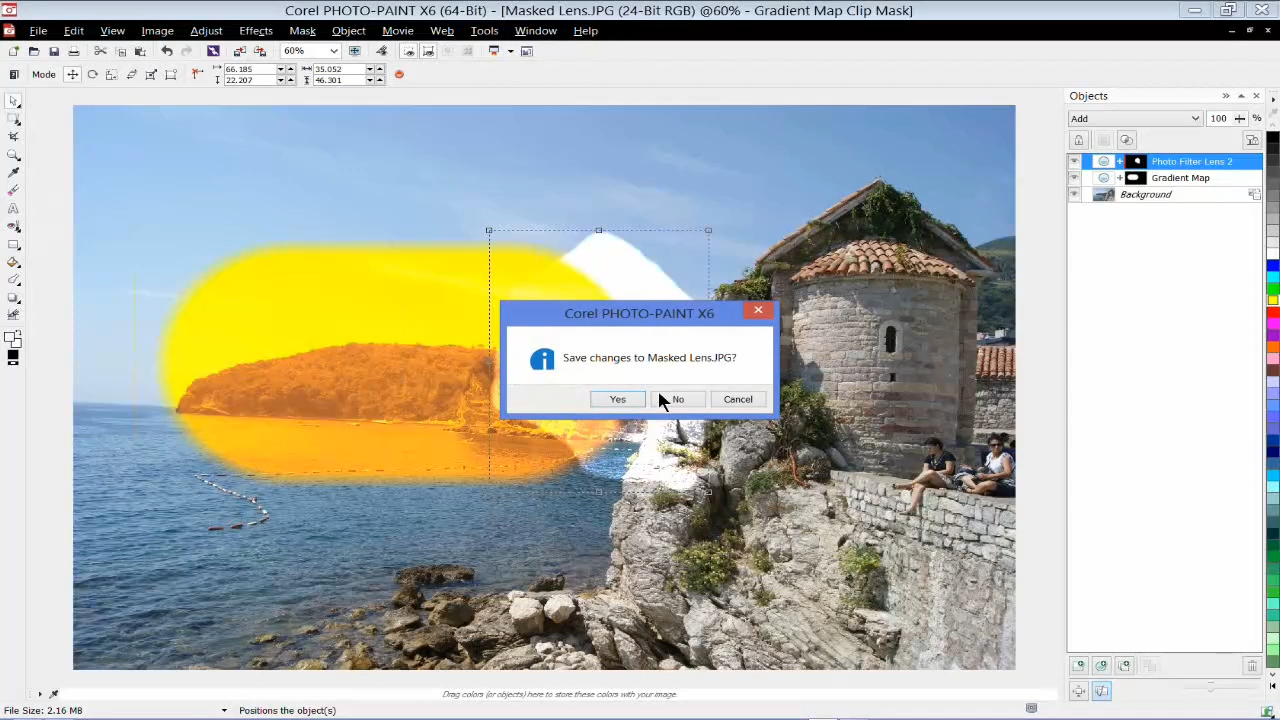 Corel PHOTO-PAINT X6 (64-Bit) - [Masked Lens.JPG (24-Bit RGB) @60% - Gradient Map Clip Mask]
File Edit View Image Effects Mask Object Adjust Movie Web Tools Window Help
60%
Mode 66.185 35.052
22.207 46.301
Objects
Add 100 %
Photo Filter Lens 2
Gradient Map
Background
Corel PHOTO-PAINT X6
Save changes to Masked Lens.JPG?
Yes No Cancel
Drag colors (or objects) here to store these colors with your image.
File Size: 2.16 MB Positions the object(s)